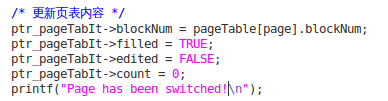 /* 更新页表内容 */
ptr_pageTabIt->blockNum = pageTable[page].blockNum;
ptr_pageTabIt->filled = TRUE;
ptr_pageTabIt->edited = FALSE;
ptr_pageTabIt->count = 0;
printf("Page has been switched!\n");